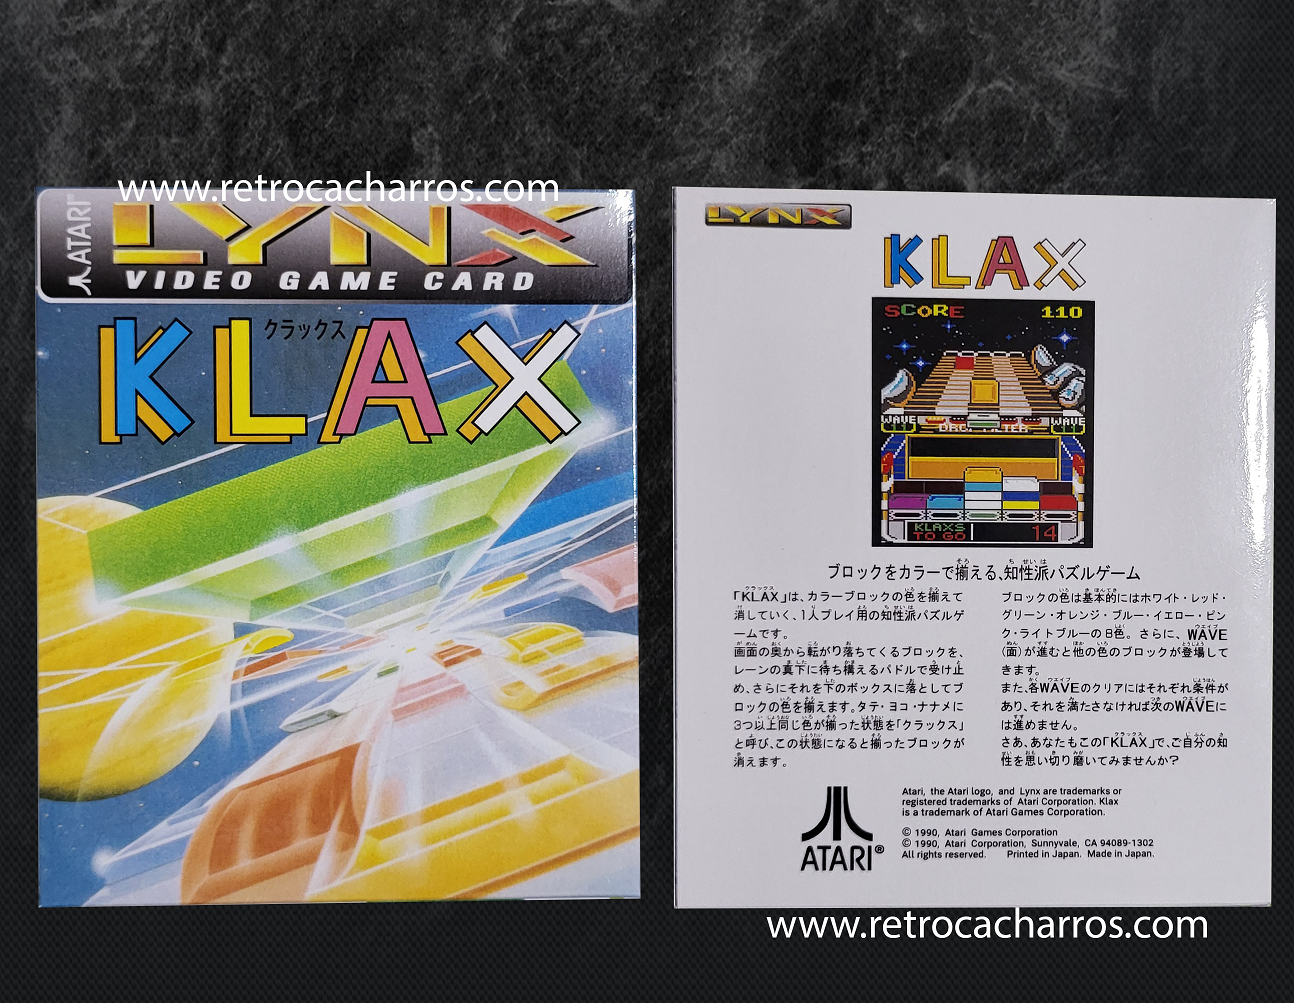 www.retrocacharros.com
ATARI
LYNX
VIDEO GAME CARD
クラックス
KLAX
LYNX
KLAX
SCORE 110
WAVE
WAVE
KLAXS
TO GO 14
ブロックをカラーで揃える、知性派パズルゲーム
「KLAX」は、カラーブロックの色を揃えて
消していく、1人プレイ用の知性派パズルゲ
ームです。
画面の奥から転がり落ちてくるブロックを、
レーンの真下に待ち構えるパドルで受け止
め、さらにそれを下のボックスに落としてブ
ロックの色を揃えます。タテ・ヨコ・ナナメに
3つ以上同じ色が揃った状態を「クラックス」
と呼び、この状態になると揃ったブロックが
消えます。
ブロックの色は基本的にはホワイト・レッド・
グリーン・オレンジ・ブルー・イエロー・ピン
ク・ライトブルーの8色。さらに、WAVE
(面)が進むと他の色のブロックが登場して
きます。
また、各WAVEのクリアにはそれぞれ条件が
あり、それを満たさなければ次のWAVEに
は進めません。
さあ、あなたもこの「KLAX」で、ご自分の知
性を思い切り磨いてみませんか?
ATARI®
Atari, the Atari logo, and Lynx are trademarks or
registered trademarks of Atari Corporation. Klax
is a trademark of Atari Games Corporation.
© 1990, Atari Games Corporation
© 1990, Atari Corporation, Sunnyvale, CA 94089-1302
All rights reserved. Printed in Japan. Made in Japan.
www.retrocacharros.com